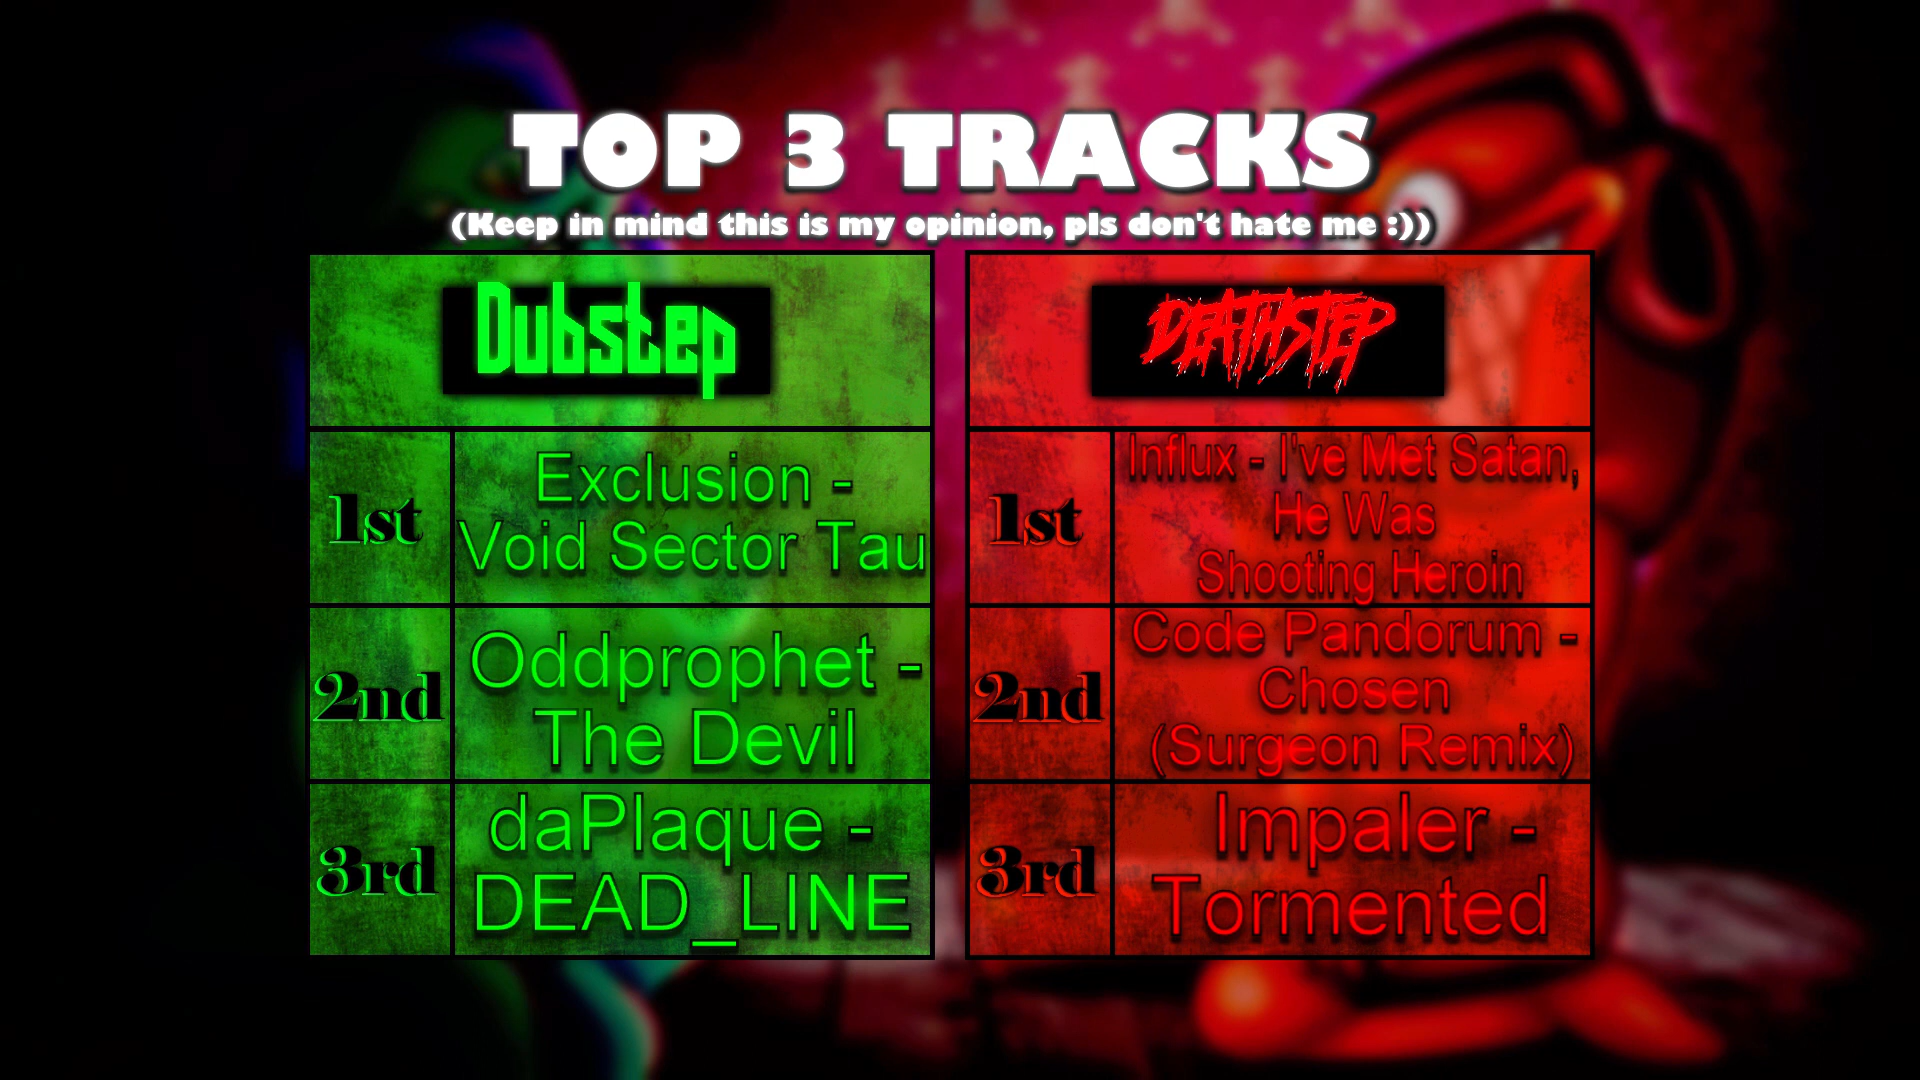 TOP 3 TRACKS
(Keep in mind this is my opinion, pls don't hate me :))
Dubstep
1st
Exclusion -
Void Sector Tau
2nd
Oddprophet -
The Devil
3rd
daPlaque -
DEAD_LINE
DEATHSTEP
1st
Influx - I've Met Satan,
He Was
Shooting Heroin
2nd
Code Pandorum -
Chosen
(Surgeon Remix)
3rd
Impaler -
Tormented